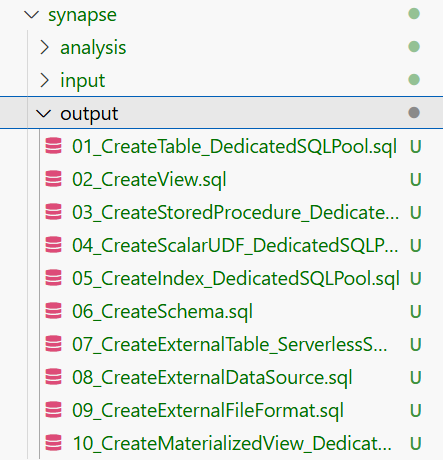 synapse
analysis
input
output
01_CreateTable_DedicatedSQLPool.sql U
02_CreateView.sql U
03_CreateStoredProcedure_Dedicate... U
04_CreateScalarUDF_DedicatedSQLP... U
05_CreateIndex_DedicatedSQLPool.sql U
06_CreateSchema.sql U
07_CreateExternalTable_ServerlessS... U
08_CreateExternalDataSource.sql U
09_CreateExternalFileFormat.sql U
10_CreateMaterializedView_Dedicat... U